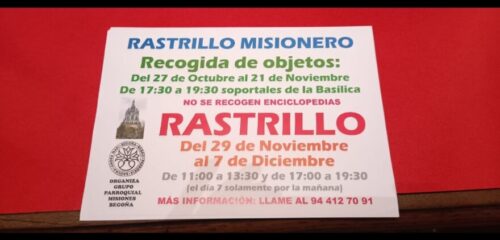 RASTRILLO MISIONERO
Recogida de objetos:
Del 27 de Octubre al 21 de Noviembre
De 17:30 a 19:30 soportales de la Basilica
NO SE RECOGEN ENCICLOPEDIAS
RASTRILLO
Del 29 de Noviembre
al 7 de Diciembre
De 11:00 a 13:30 y de 17:00 a 19:30
(el día 7 solamente por la mañana)
MÁS INFORMACIÓN: LLAME AL 94 412 70 91
ORGANIZA
GRUPO
PARROQUIAL
MISIONES
BEGOÑA